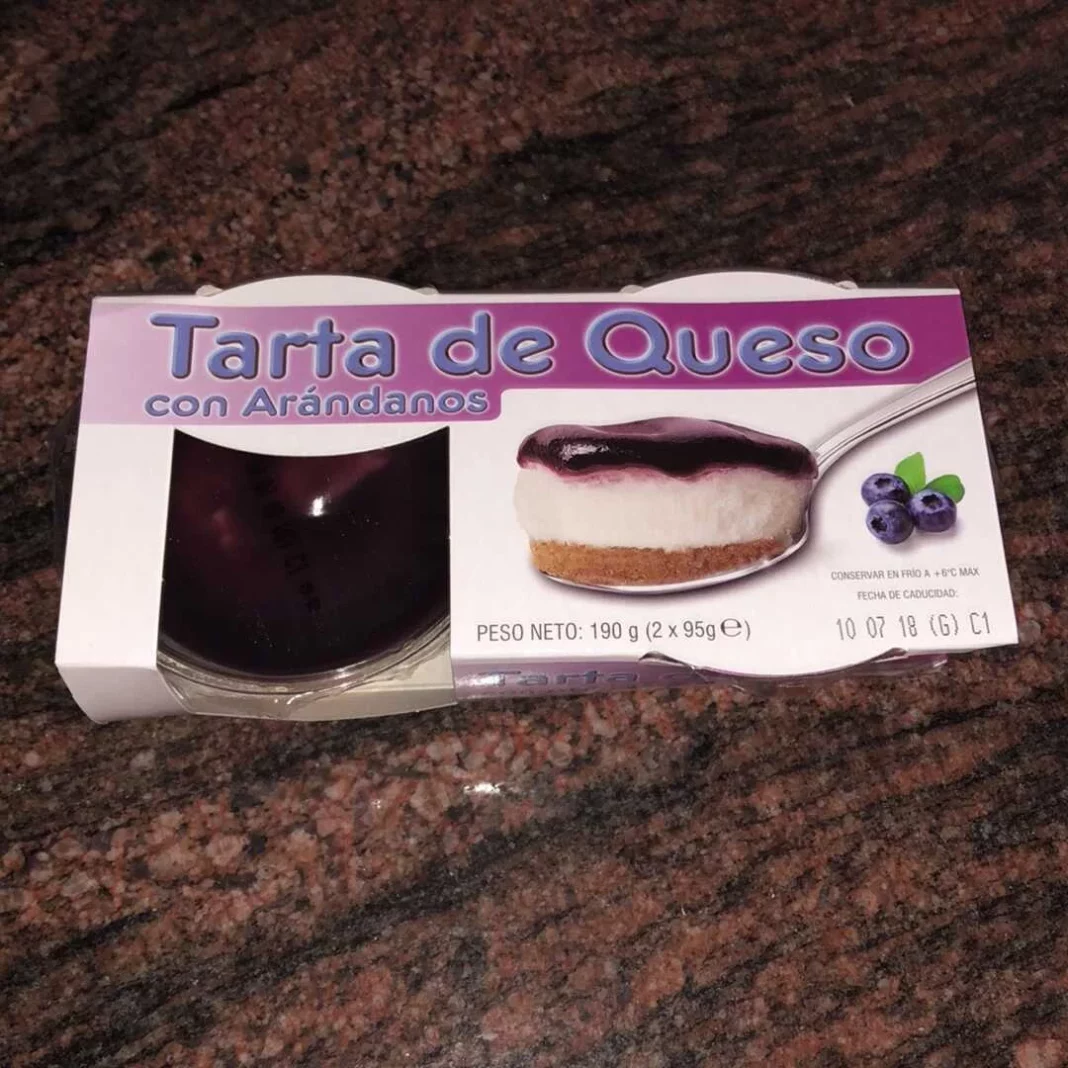 Tarta de Queso
con Arándanos
CONSERVAR EN FRÍO A +6ºC MAX
FECHA DE CADUCIDAD:
10 07 18 (G) C1
PESO NETO: 190 g (2 x 95g ℮)
Tarta